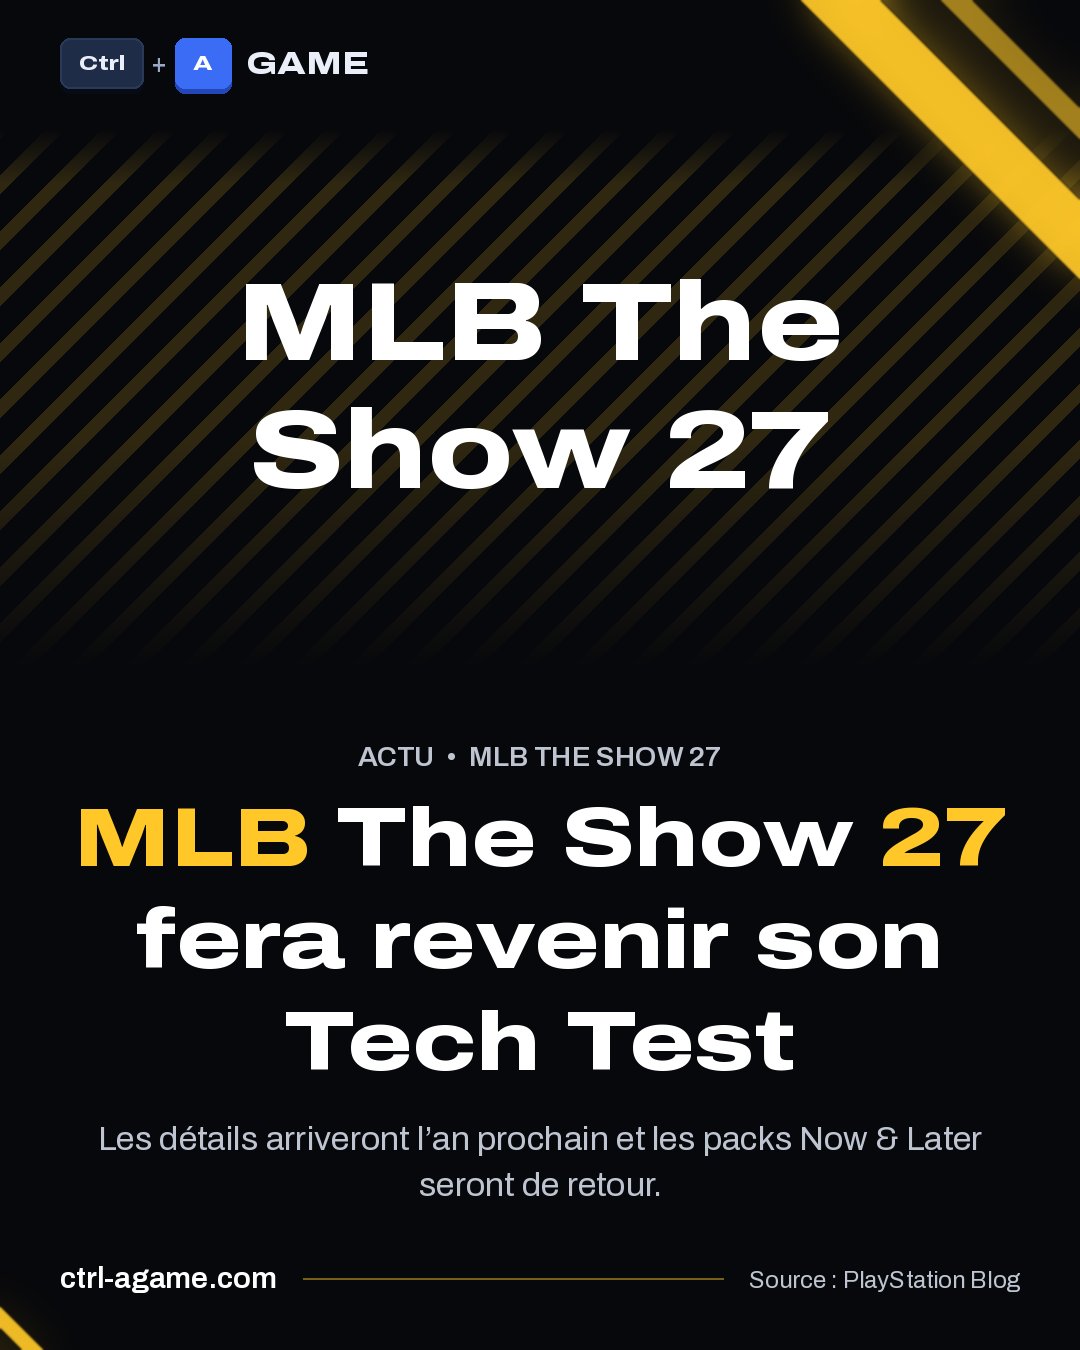 Ctrl + A GAME
MLB The
Show 27
ACTU • MLB THE SHOW 27
MLB The Show 27
fera revenir son
Tech Test
Les détails arriveront l’an prochain et les packs Now & Later
seront de retour.
ctrl-agame.com
Source : PlayStation Blog